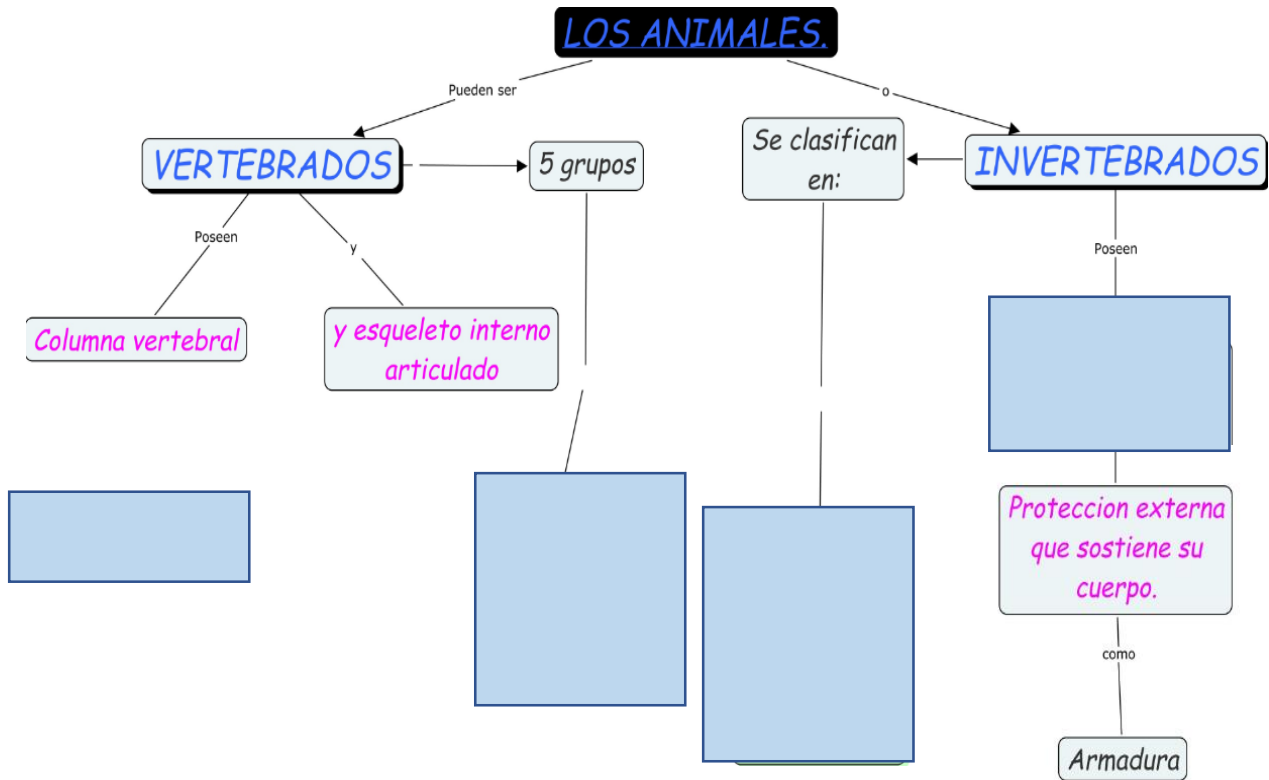 LOS ANIMALES.
Pueden ser
o
VERTEBRADOS
5 grupos
Se clasifican
en:
INVERTEBRADOS
Poseen
y
Poseen
Columna vertebral
y esqueleto interno
articulado
Proteccion externa
que sostiene su
cuerpo.
como
Armadura